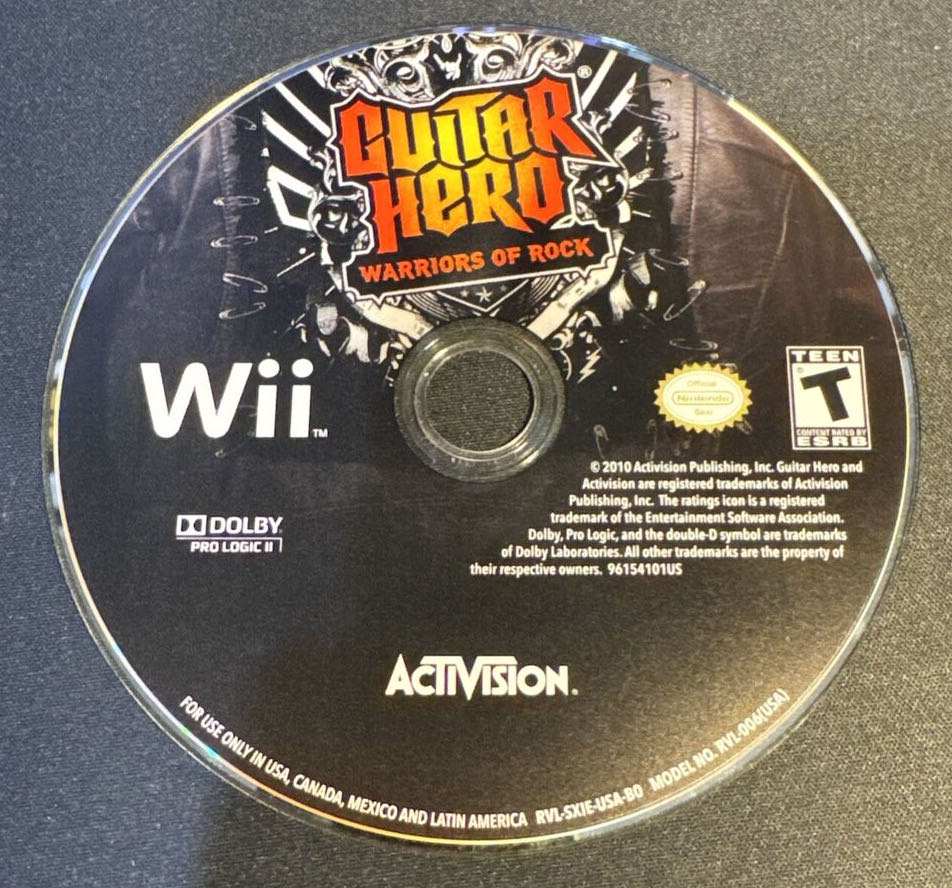 GUITAR
HERO®
WARRIORS OF ROCK
Wii™
Official
Nintendo
Seal
TEEN
T®
CONTENT RATED BY
ESRB
© 2010 Activision Publishing, Inc. Guitar Hero and
Activision are registered trademarks of Activision
Publishing, Inc. The ratings icon is a registered
trademark of the Entertainment Software Association.
Dolby, Pro Logic, and the double-D symbol are trademarks
of Dolby Laboratories. All other trademarks are the property of
their respective owners. 96154101US
DOLBY
PRO LOGIC II
ACTIVISION.
FOR USE ONLY IN USA, CANADA, MEXICO AND LATIN AMERICA RVL-SXIE-USA-B0 MODEL NO. RVL-006(USA)